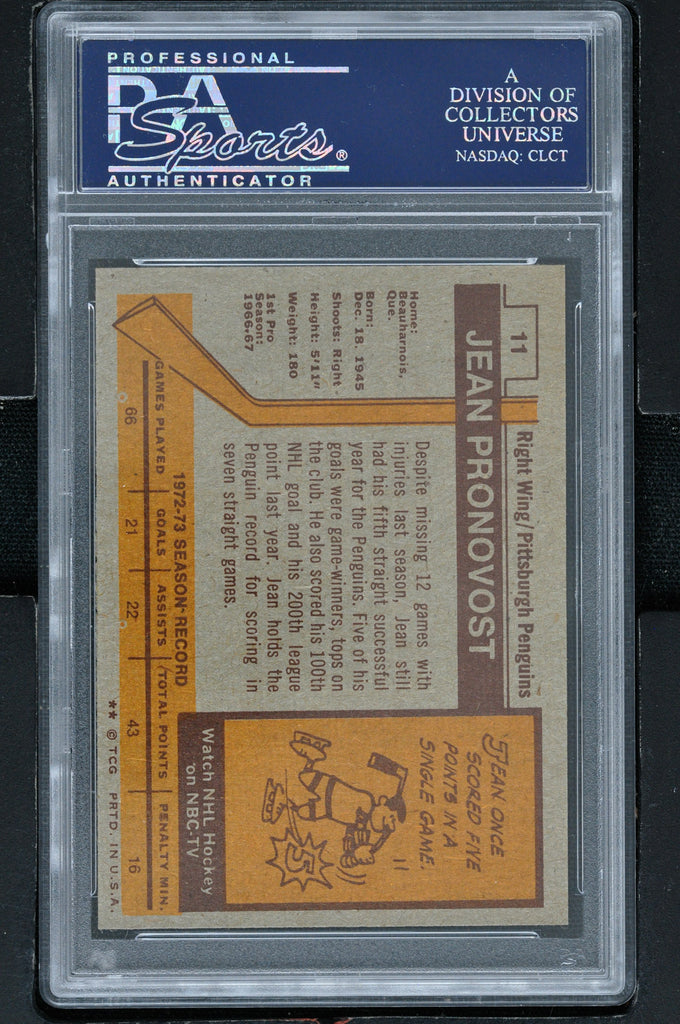 PROFESSIONAL
PSA
Sports®
AUTHENTICATOR
A
DIVISION OF
COLLECTORS
UNIVERSE
NASDAQ: CLCT
11
Right Wing/Pittsburgh Penguins
JEAN PRONOVOST
Home:
Beauharnois,
Que.
Born:
Dec. 18, 1945
Shoots: Right
Height: 5'11"
Weight: 180
1st Pro
Season:
1966-67
Despite missing 12 games with
injuries last season, Jean still
had his fifth straight successful
year for the Penguins. Five of his
goals were game-winners, tops on
the club. He also scored his 100th
NHL goal and his 200th league
point last year. Jean holds the
Penguin record for scoring in
seven straight games.
JEAN ONCE
SCORED FIVE
POINTS IN A
SINGLE GAME.
5
Watch NHL Hockey
on NBC-TV
1972-73 SEASON RECORD
GAMES PLAYED GOALS ASSISTS TOTAL POINTS PENALTY MIN.
66 21 22 43 16
** © TCG PRTD. IN U.S.A.